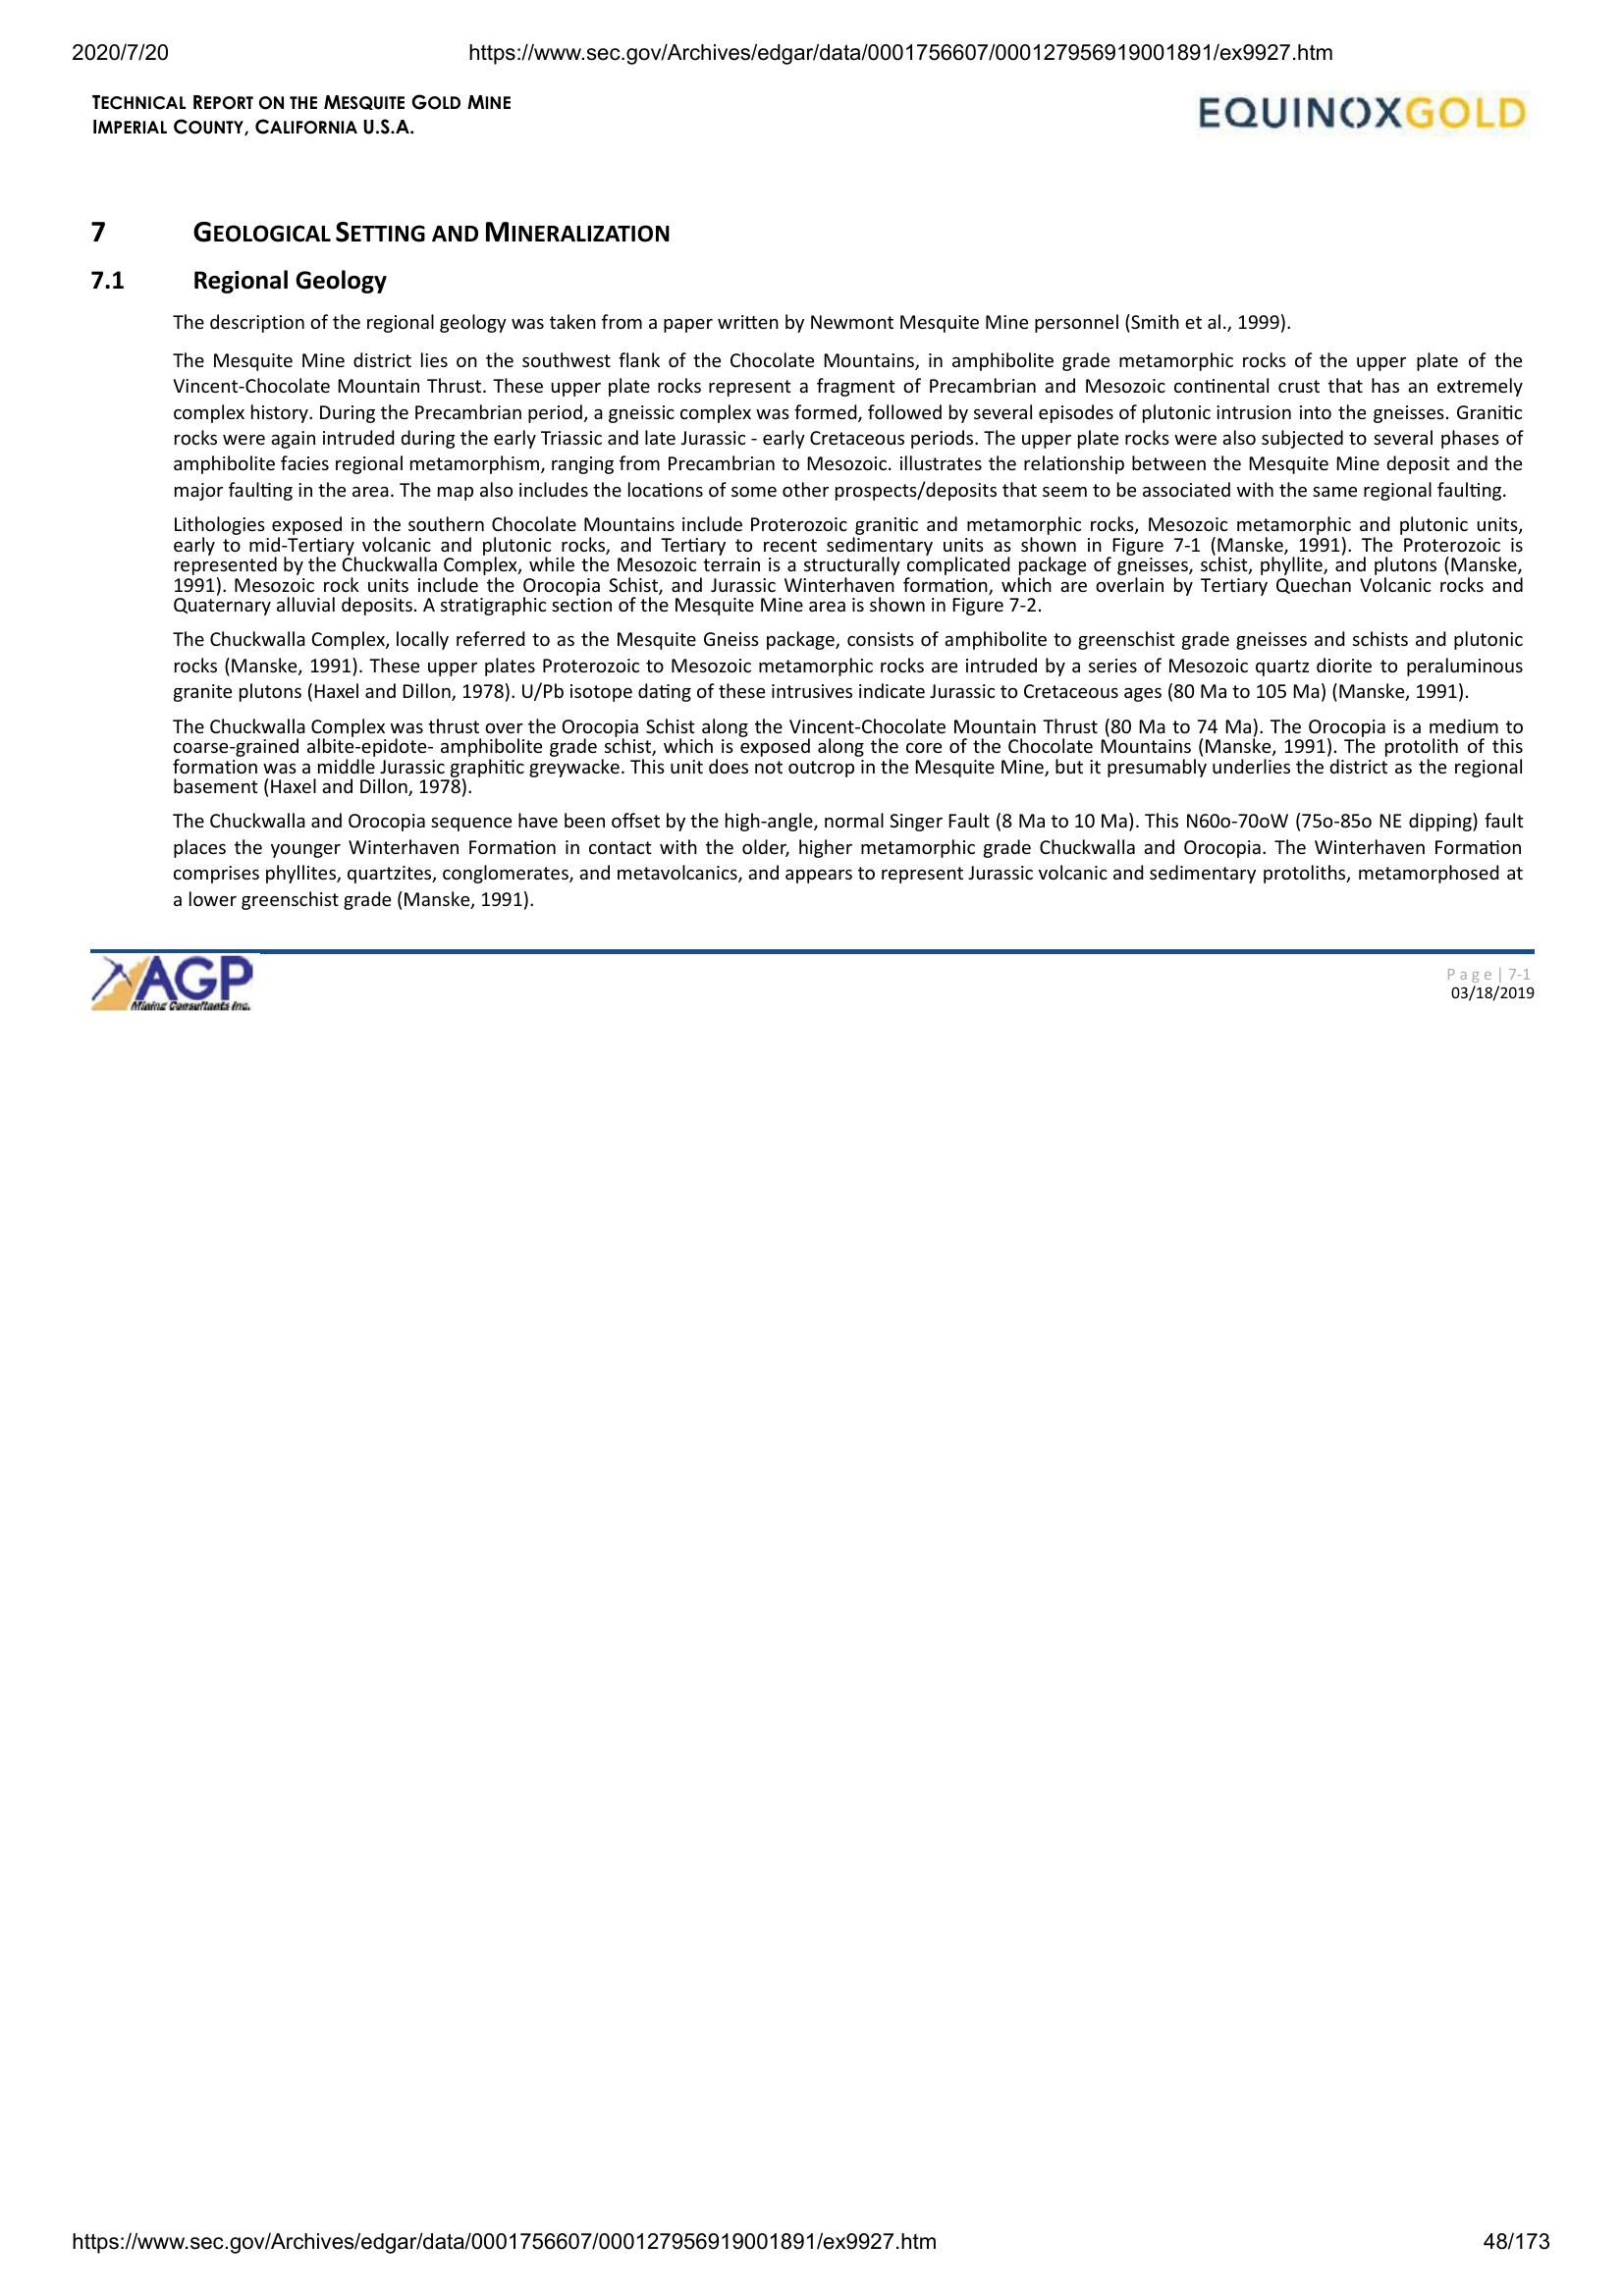 2020/7/20 https://www.sec.gov/Archives/edgar/data/0001756607/000127956919001891/ex9927.htm
TECHNICAL REPORT ON THE MESQUITE GOLD MINE
IMPERIAL COUNTY, CALIFORNIA U.S.A.
EQUINOXGOLD
7 GEOLOGICAL SETTING AND MINERALIZATION
7.1 Regional Geology
The description of the regional geology was taken from a paper written by Newmont Mesquite Mine personnel (Smith et al., 1999).
The Mesquite Mine district lies on the southwest flank of the Chocolate Mountains, in amphibolite grade metamorphic rocks of the upper plate of the
Vincent-Chocolate Mountain Thrust. These upper plate rocks represent a fragment of Precambrian and Mesozoic continental crust that has an extremely
complex history. During the Precambrian period, a gneissic complex was formed, followed by several episodes of plutonic intrusion into the gneisses. Granitic
rocks were again intruded during the early Triassic and late Jurassic - early Cretaceous periods. The upper plate rocks were also subjected to several phases of
amphibolite facies regional metamorphism, ranging from Precambrian to Mesozoic. illustrates the relationship between the Mesquite Mine deposit and the
major faulting in the area. The map also includes the locations of some other prospects/deposits that seem to be associated with the same regional faulting.
Lithologies exposed in the southern Chocolate Mountains include Proterozoic granitic and metamorphic rocks, Mesozoic metamorphic and plutonic units,
early to mid-Tertiary volcanic and plutonic rocks, and Tertiary to recent sedimentary units as shown in Figure 7-1 (Manske, 1991). The Proterozoic is
represented by the Chuckwalla Complex, while the Mesozoic terrain is a structurally complicated package of gneisses, schist, phyllite, and plutons (Manske,
1991). Mesozoic rock units include the Orocopia Schist, and Jurassic Winterhaven formation, which are overlain by Tertiary Quechan Volcanic rocks and
Quaternary alluvial deposits. A stratigraphic section of the Mesquite Mine area is shown in Figure 7-2.
The Chuckwalla Complex, locally referred to as the Mesquite Gneiss package, consists of amphibolite to greenschist grade gneisses and schists and plutonic
rocks (Manske, 1991). These upper plates Proterozoic to Mesozoic metamorphic rocks are intruded by a series of Mesozoic quartz diorite to peraluminous
granite plutons (Haxel and Dillon, 1978). U/Pb isotope dating of these intrusives indicate Jurassic to Cretaceous ages (80 Ma to 105 Ma) (Manske, 1991).
The Chuckwalla Complex was thrust over the Orocopia Schist along the Vincent-Chocolate Mountain Thrust (80 Ma to 74 Ma). The Orocopia is a medium to
coarse-grained albite-epidote- amphibolite grade schist, which is exposed along the core of the Chocolate Mountains (Manske, 1991). The protolith of this
formation was a middle Jurassic graphitic greywacke. This unit does not outcrop in the Mesquite Mine, but it presumably underlies the district as the regional
basement (Haxel and Dillon, 1978).
The Chuckwalla and Orocopia sequence have been offset by the high-angle, normal Singer Fault (8 Ma to 10 Ma). This N60o-70oW (75o-85o NE dipping) fault
places the younger Winterhaven Formation in contact with the older, higher metamorphic grade Chuckwalla and Orocopia. The Winterhaven Formation
comprises phyllites, quartzites, conglomerates, and metavolcanics, and appears to represent Jurassic volcanic and sedimentary protoliths, metamorphosed at
a lower greenschist grade (Manske, 1991).
AGP
Mining Consultants Inc.
Page| 7-1
03/18/2019
https://www.sec.gov/Archives/edgar/data/0001756607/000127956919001891/ex9927.htm 48/173